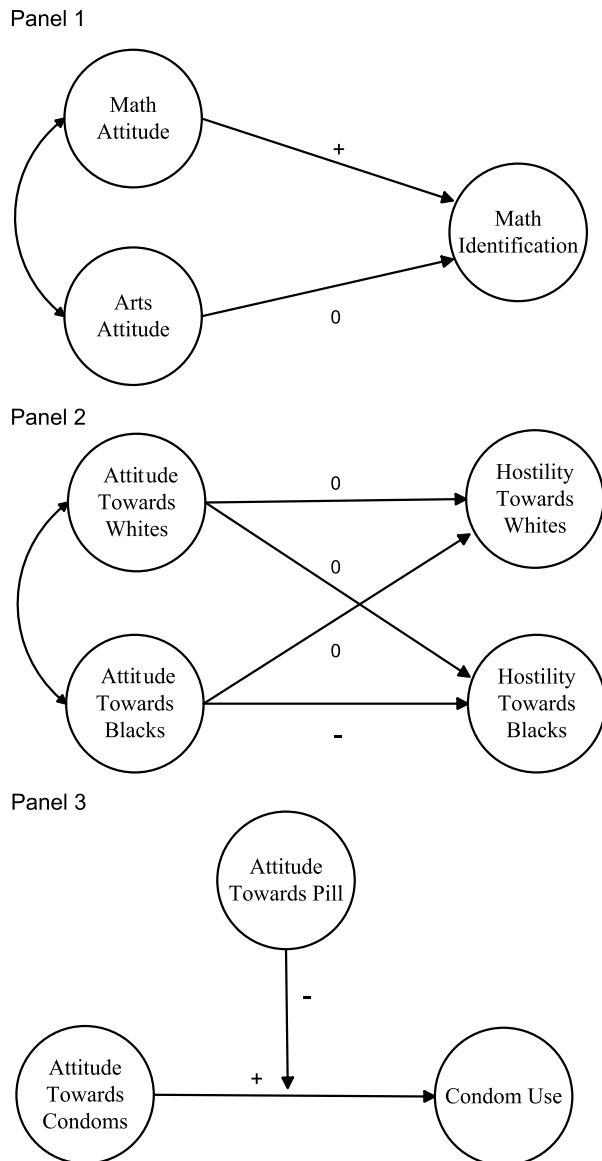 Panel 1
Math
Attitude
+
Math
Identification
Arts
Attitude
0
Panel 2
Attitude
Towards
Whites
0
Hostility
Towards
Whites
0
0
Attitude
Towards
Blacks
-
Hostility
Towards
Blacks
Panel 3
Attitude
Towards Pill
-
Attitude
Towards
Condoms
+
Condom Use